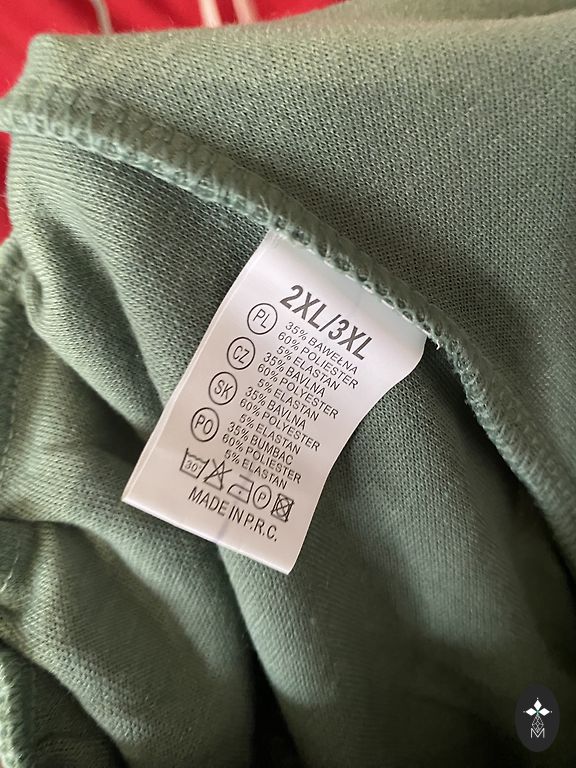 2XL/3XL
PL
35% BAWEŁNA
60% POLIESTER
5% ELASTAN
CZ
35% BAVLNA
60% POLYESTER
5% ELASTAN
SK
35% BAVLNA
60% POLYESTER
5% ELASTAN
PO
35% BUMBAC
60% POLIESTER
5% ELASTAN
30° P
MADE IN P.R.C.
M